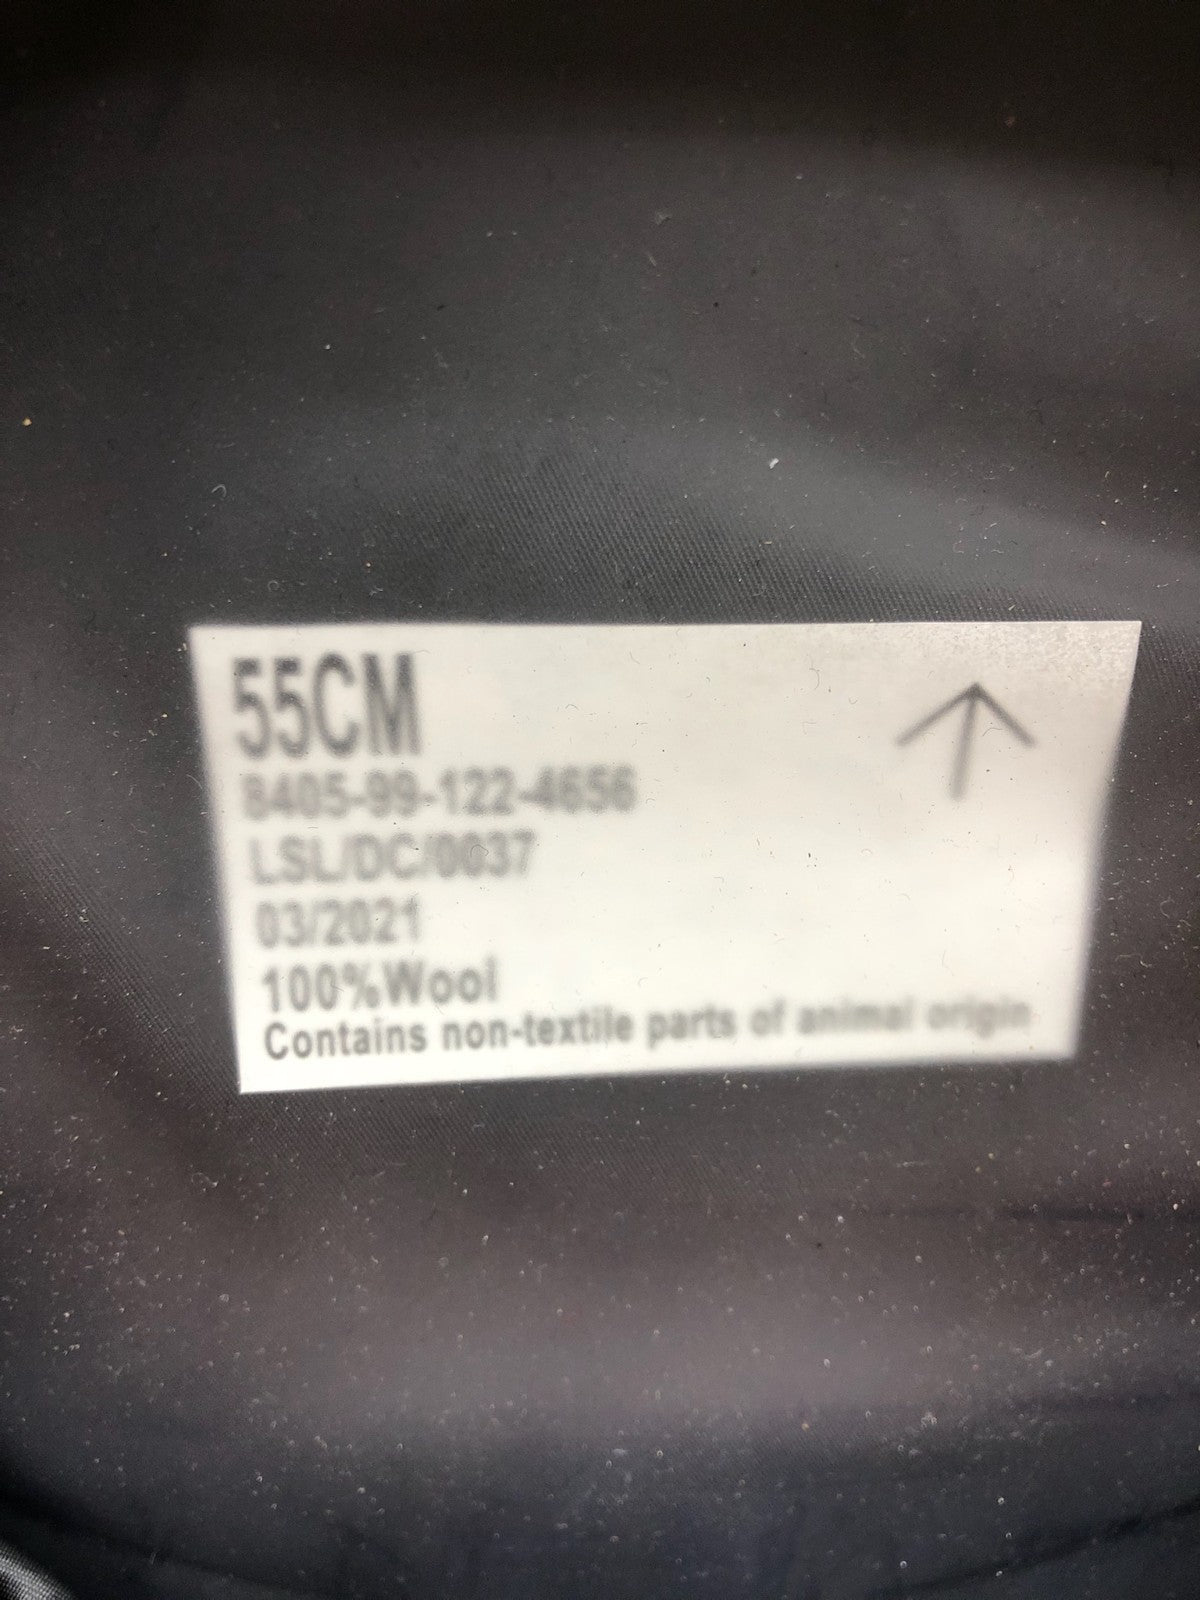 55CM
8405-99-122-4656
LSL/DC/0037
03/2021
100%Wool
Contains non-textile parts of animal origin